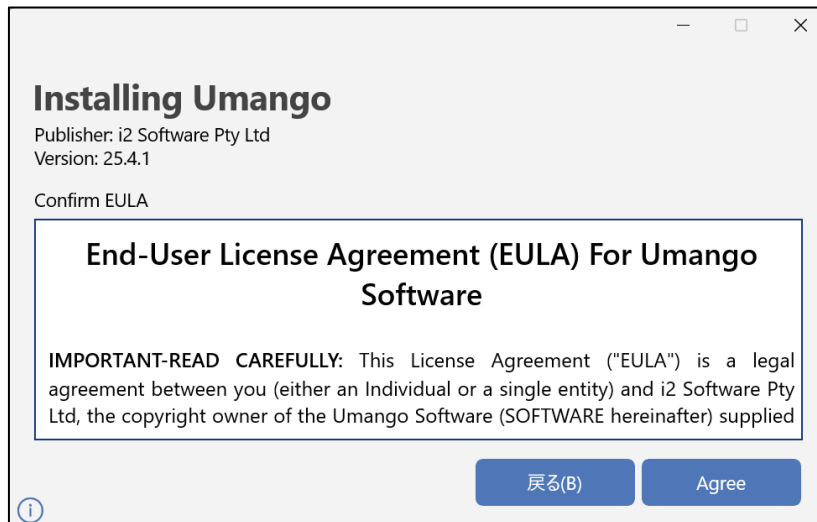 Installing Umango
Publisher: i2 Software Pty Ltd
Version: 25.4.1
Confirm EULA
End-User License Agreement (EULA) For Umango
Software
IMPORTANT-READ CAREFULLY: This License Agreement ("EULA") is a legal
agreement between you (either an Individual or a single entity) and i2 Software Pty
Ltd, the copyright owner of the Umango Software (SOFTWARE hereinafter) supplied
戻る(B)
Agree